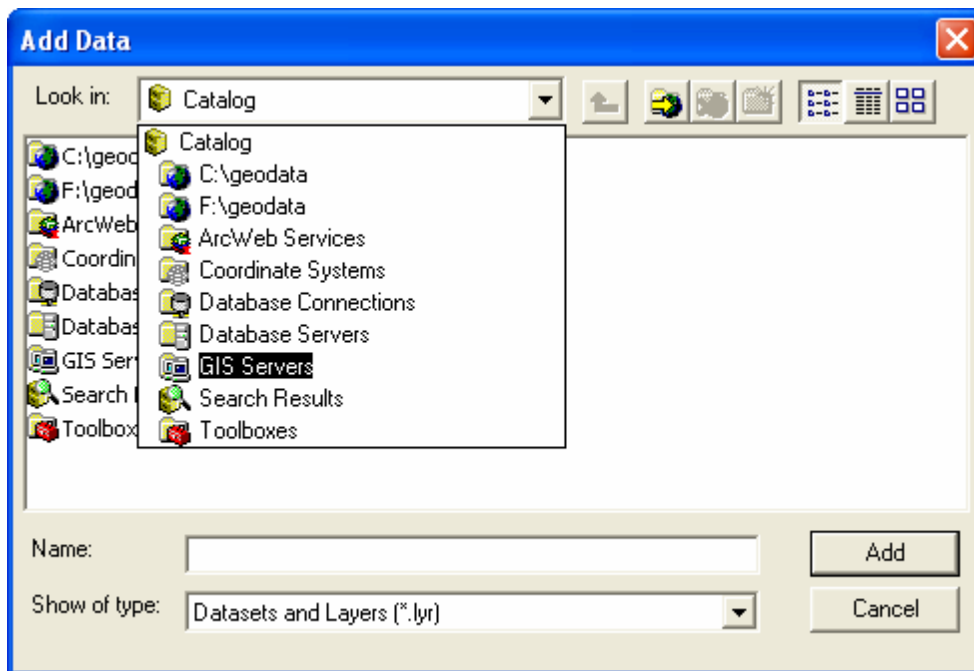 Add Data
Look in:
Catalog
Catalog
C:\geodata
F:\geodata
ArcWeb Services
Coordinate Systems
Database Connections
Database Servers
GIS Servers
Search Results
Toolboxes
C:\geod
F:\geod
ArcWeb
Coordin
Databas
Databas
GIS Ser
Search
Toolbox
Name:
Add
Show of type:
Datasets and Layers (*.lyr)
Cancel